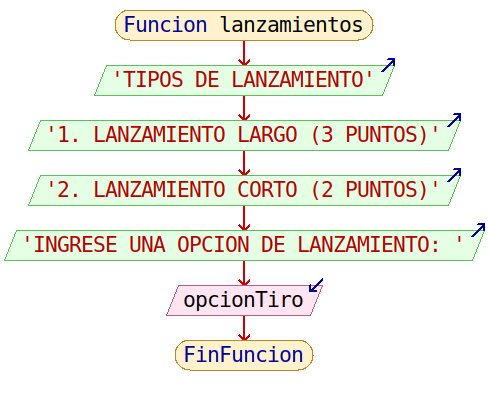 Funcion lanzamientos
'TIPOS DE LANZAMIENTO'
'1. LANZAMIENTO LARGO (3 PUNTOS)'
'2. LANZAMIENTO CORTO (2 PUNTOS)'
'INGRESE UNA OPCION DE LANZAMIENTO: '
opcionTiro
FinFuncion